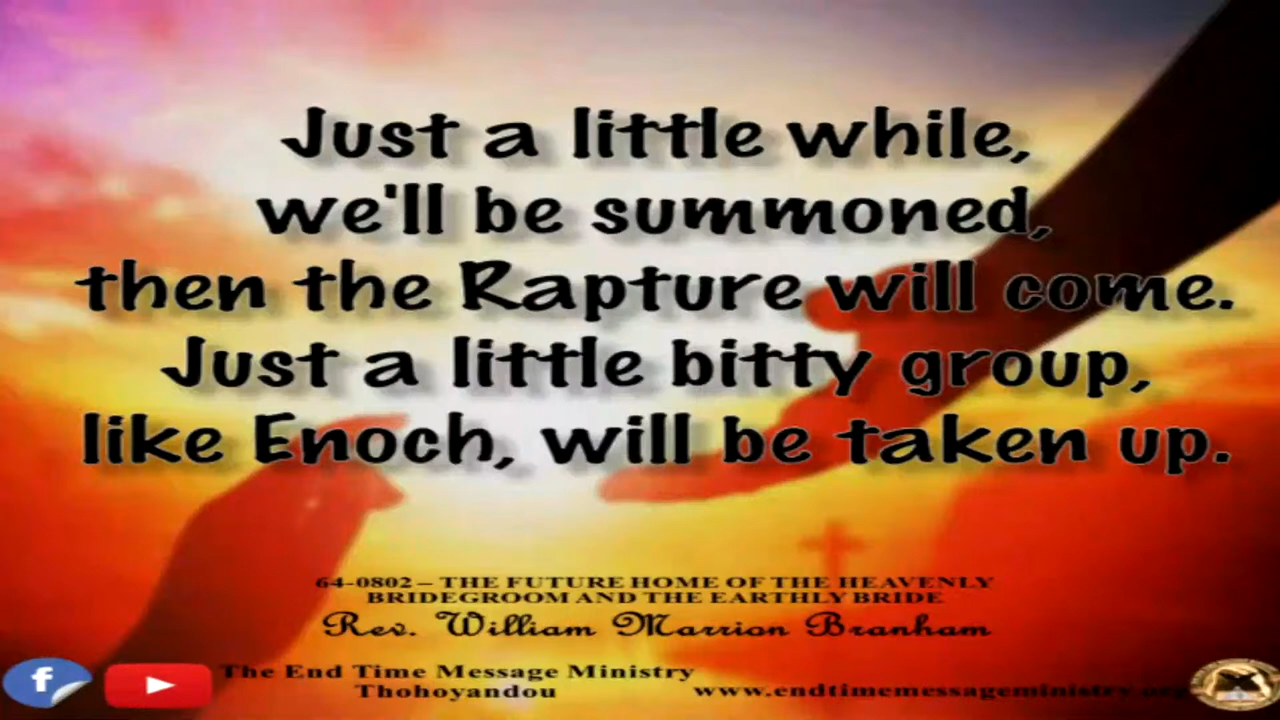 Just a little while,
we'll be summoned,
then the Rapture will come.
Just a little bitty group,
like Enoch, will be taken up.
64-0802 – THE FUTURE HOME OF THE HEAVENLY
BRIDEGROOM AND THE EARTHLY BRIDE
Rev. William Marrion Branham
The End Time Message Ministry
Thohoyandou
www.endtimemessageministry.org